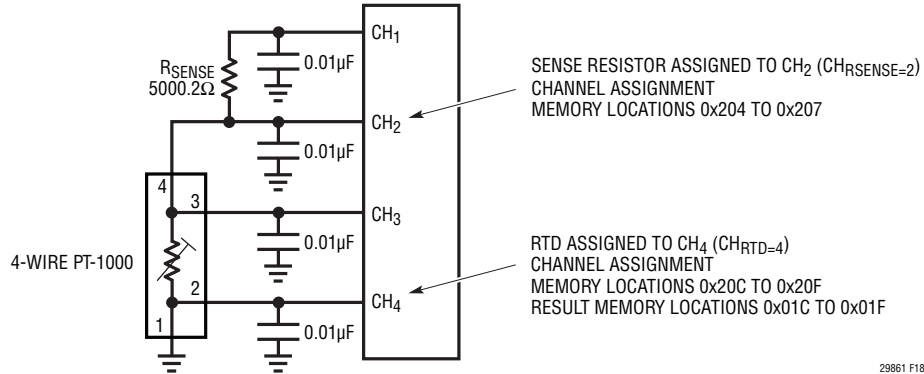 CH1
0.01µF
RSENSE
5000.2Ω
CH2
0.01µF
SENSE RESISTOR ASSIGNED TO CH2 (CHRSENSE=2)
CHANNEL ASSIGNMENT
MEMORY LOCATIONS 0x204 TO 0x207
4
3
CH3
0.01µF
4-WIRE PT-1000
2
1
CH4
0.01µF
RTD ASSIGNED TO CH4 (CHRTD=4)
CHANNEL ASSIGNMENT
MEMORY LOCATIONS 0x20C TO 0x20F
RESULT MEMORY LOCATIONS 0x01C TO 0x01F
29861 F18